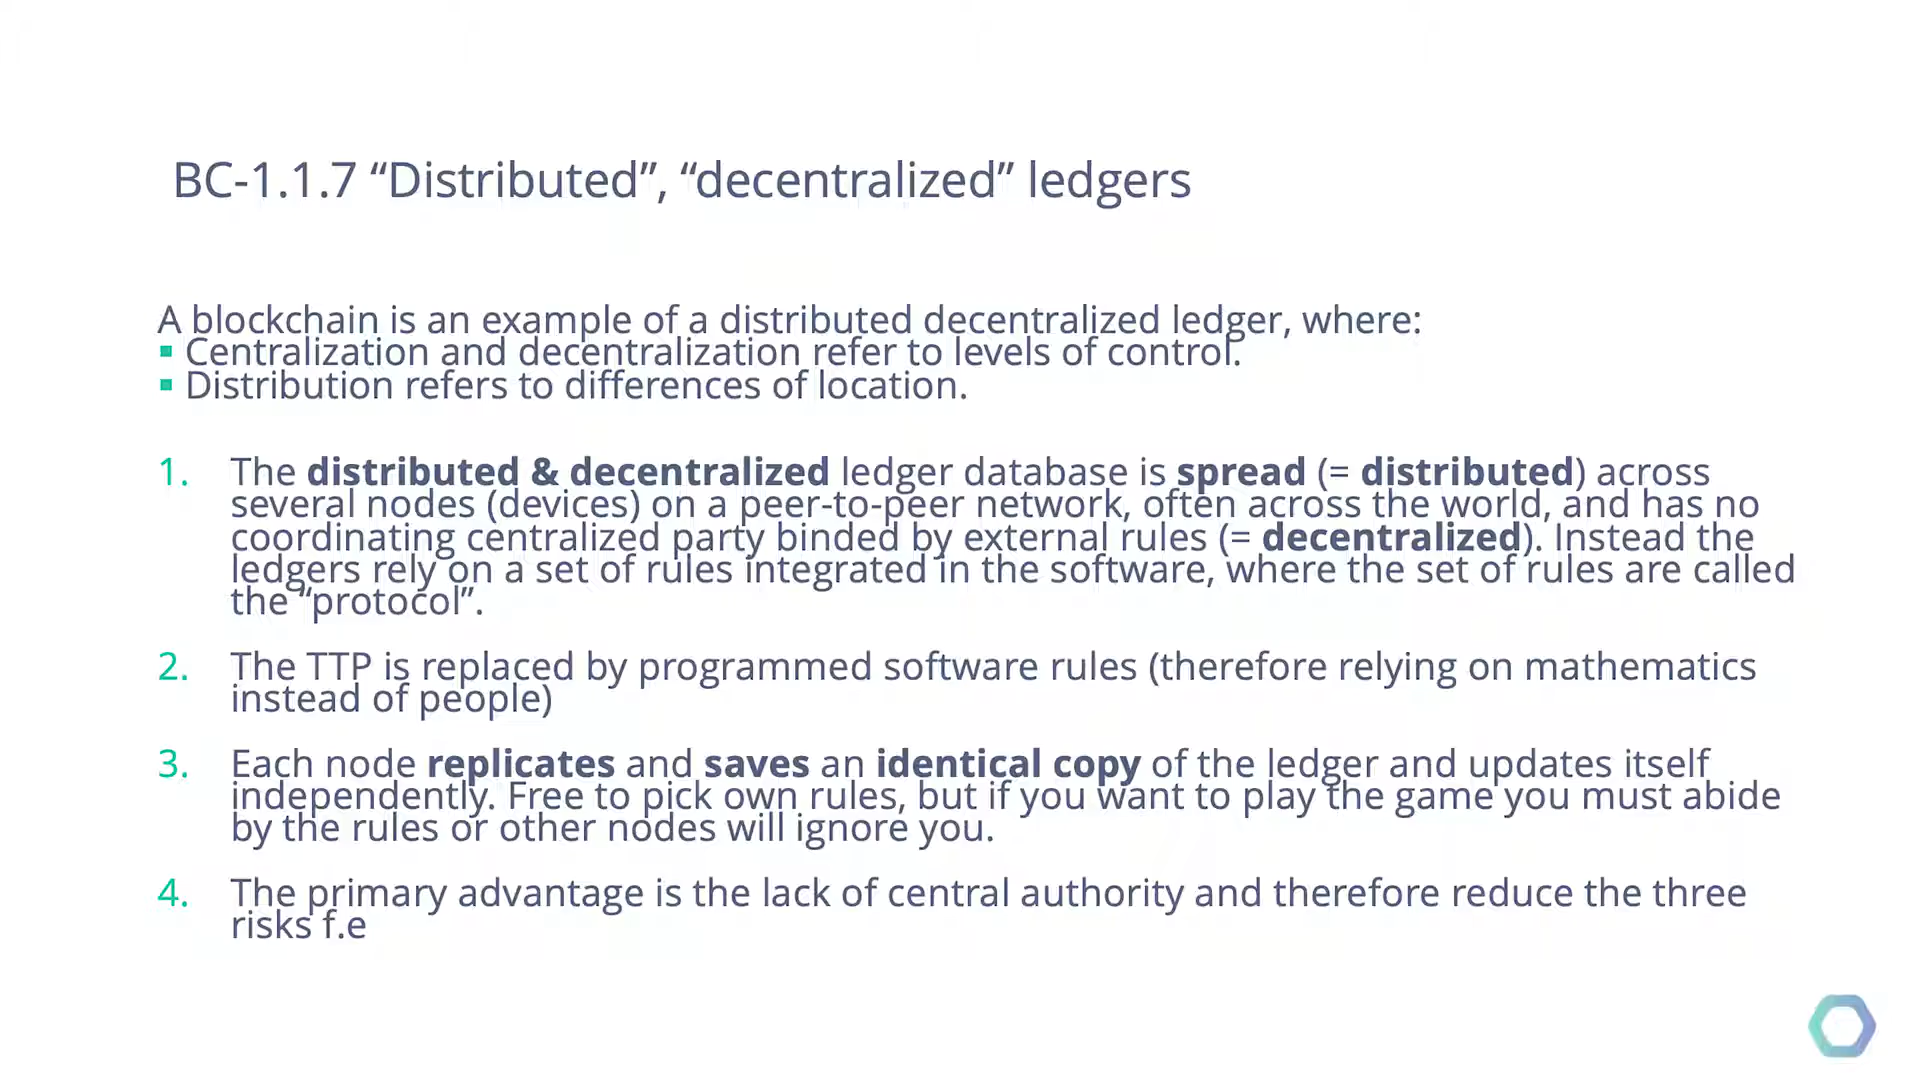 BC-1.1.7 “Distributed”, “decentralized” ledgers
A blockchain is an example of a distributed decentralized ledger, where:
▪ Centralization and decentralization refer to levels of control.
▪ Distribution refers to differences of location.
1. The distributed & decentralized ledger database is spread (= distributed) across
several nodes (devices) on a peer-to-peer network, often across the world, and has no
coordinating centralized party binded by external rules (= decentralized). Instead the
ledgers rely on a set of rules integrated in the software, where the set of rules are called
the “protocol”.
2. The TTP is replaced by programmed software rules (therefore relying on mathematics
instead of people)
3. Each node replicates and saves an identical copy of the ledger and updates itself
independently. Free to pick own rules, but if you want to play the game you must abide
by the rules or other nodes will ignore you.
4. The primary advantage is the lack of central authority and therefore reduce the three
risks f.e